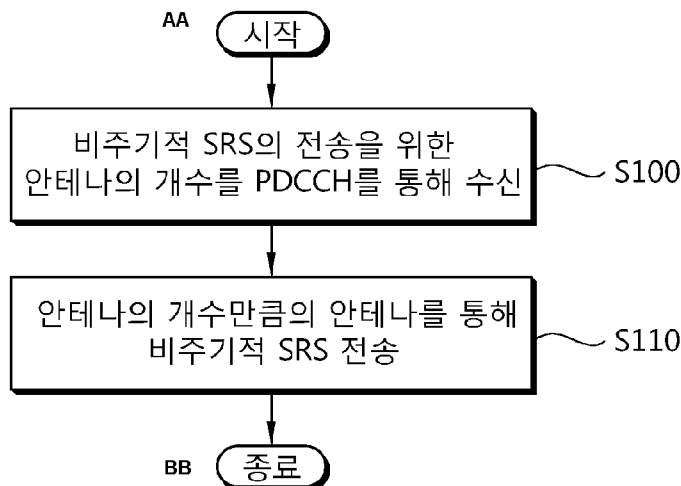 AA 시작
비주기적 SRS의 전송을 위한
안테나의 개수를 PDCCH를 통해 수신
S100
안테나의 개수만큼의 안테나를 통해
비주기적 SRS 전송
S110
BB 종료